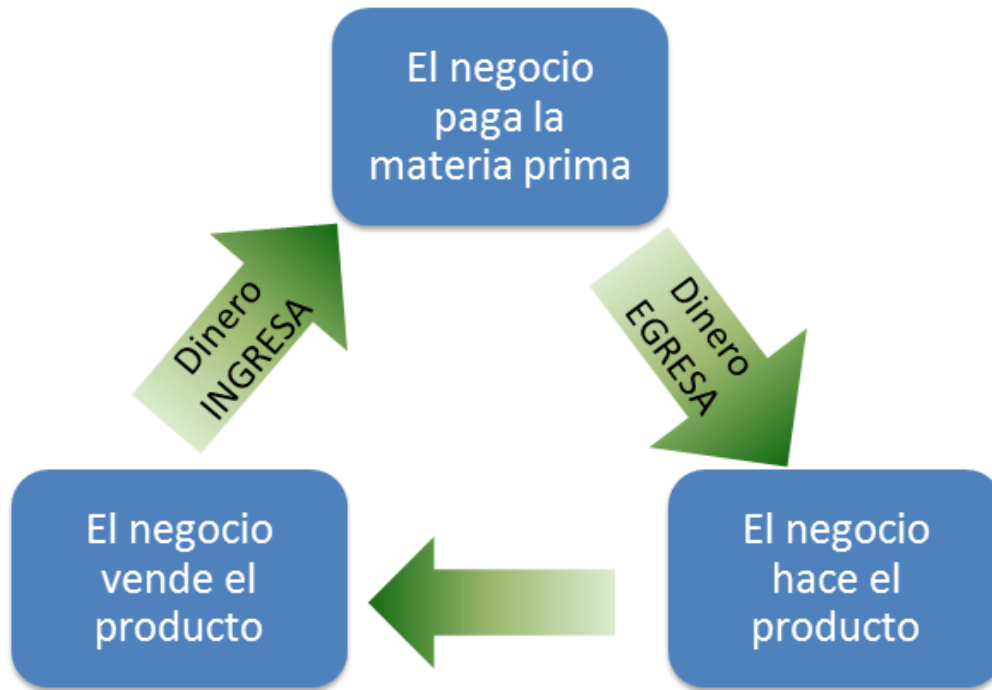 El negocio
paga la
materia prima
Dinero
INGRESA
Dinero
EGRESA
El negocio
vende el
producto
El negocio
hace el
producto